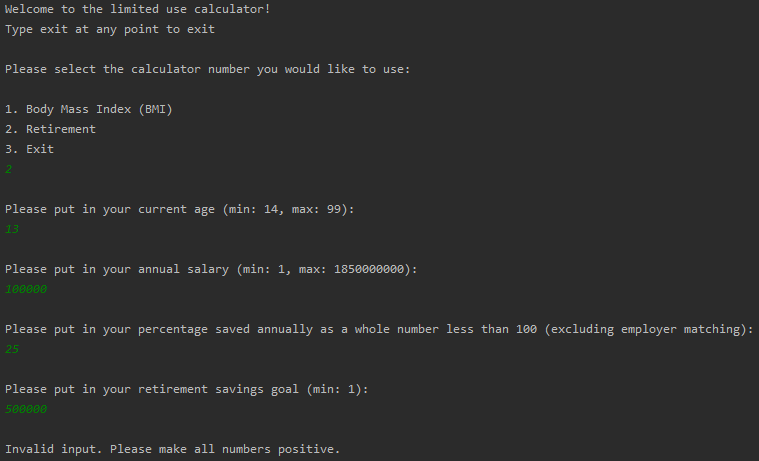 Welcome to the limited use calculator!
Type exit at any point to exit
Please select the calculator number you would like to use:
1. Body Mass Index (BMI)
2. Retirement
3. Exit
2
Please put in your current age (min: 14, max: 99):
13
Please put in your annual salary (min: 1, max: 1850000000):
100000
Please put in your percentage saved annually as a whole number less than 100 (excluding employer matching):
25
Please put in your retirement savings goal (min: 1):
500000
Invalid input. Please make all numbers positive.